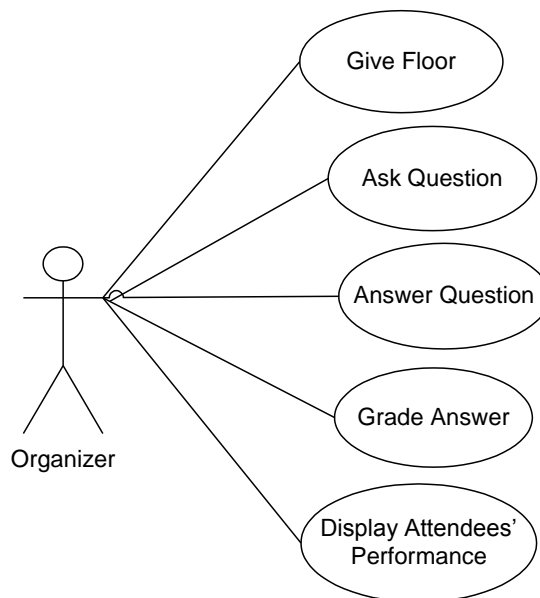 Give Floor
Ask Question
Answer Question
Grade Answer
Organizer
Display Attendees’
Performance